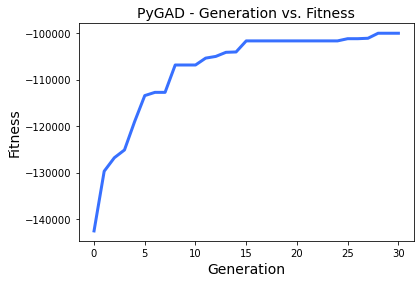 PyGAD - Generation vs. Fitness
−100000
−110000
−120000
−130000
−140000
Fitness
0 5 10 15 20 25 30
Generation